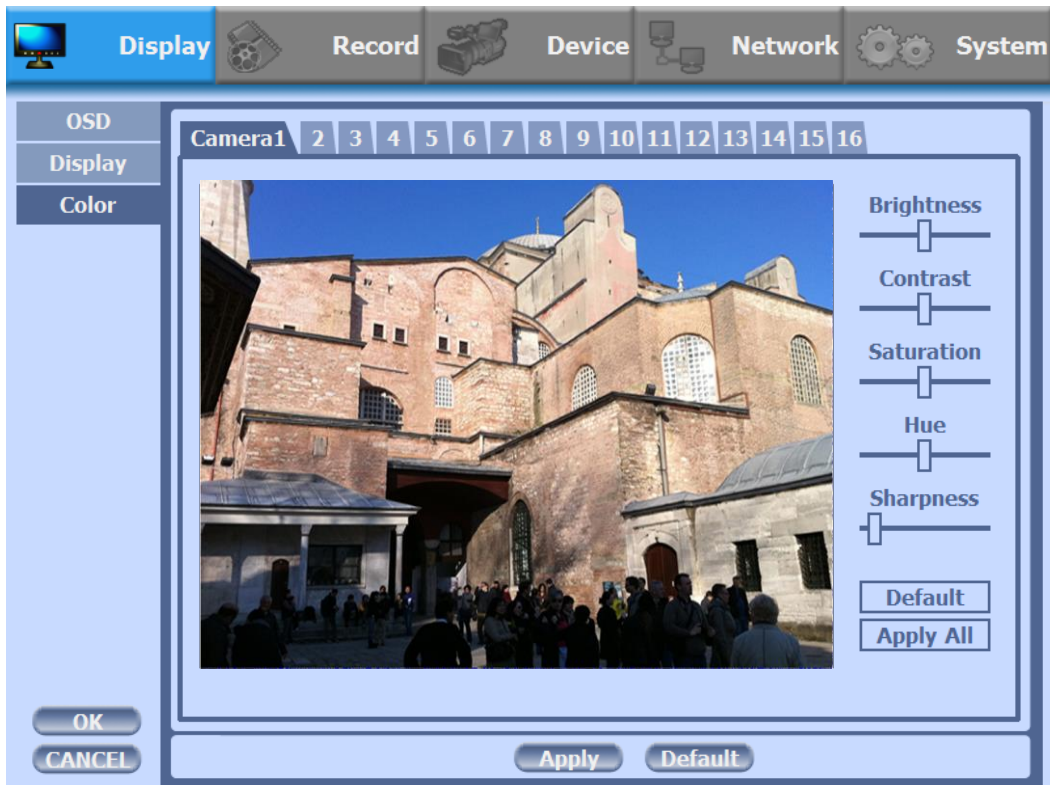 Display Record Device Network System
OSD
Display
Color
Camera1 2 3 4 5 6 7 8 9 10 11 12 13 14 15 16
Brightness
Contrast
Saturation
Hue
Sharpness
Default
Apply All
OK
CANCEL
Apply Default